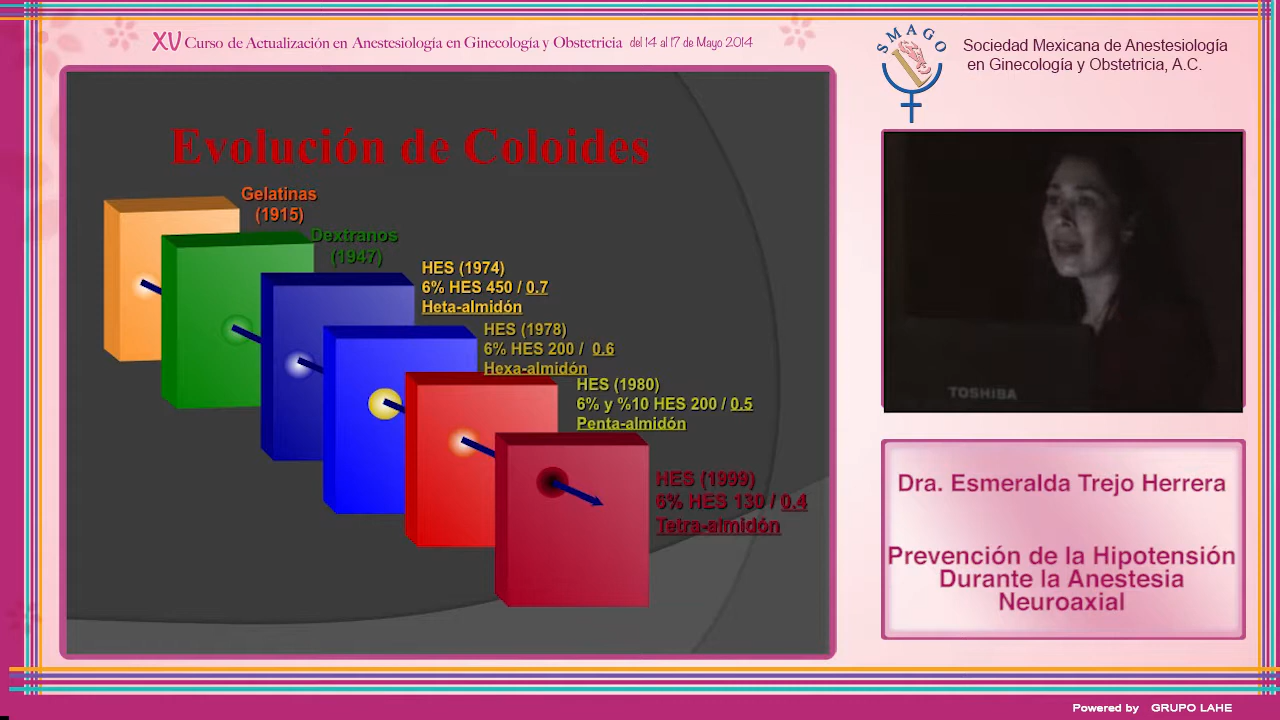 XV Curso de Actualización en Anestesiología en Ginecología y Obstetricia del 14 al 17 de Mayo 2014
SMAGO
Sociedad Mexicana de Anestesiología
en Ginecología y Obstetricia, A.C.
Evolución de Coloides
Gelatinas
(1915)
Dextranos
(1947)
HES (1974)
6% HES 450 / 0.7
Heta-almidón
HES (1978)
6% HES 200 / 0.6
Hexa-almidón
HES (1980)
6% y %10 HES 200 / 0.5
Penta-almidón
HES (1999)
6% HES 130 / 0.4
Tetra-almidón
TOSHIBA
Dra. Esmeralda Trejo Herrera
Prevención de la Hipotensión
Durante la Anestesia
Neuroaxial
Powered by GRUPO LAHE